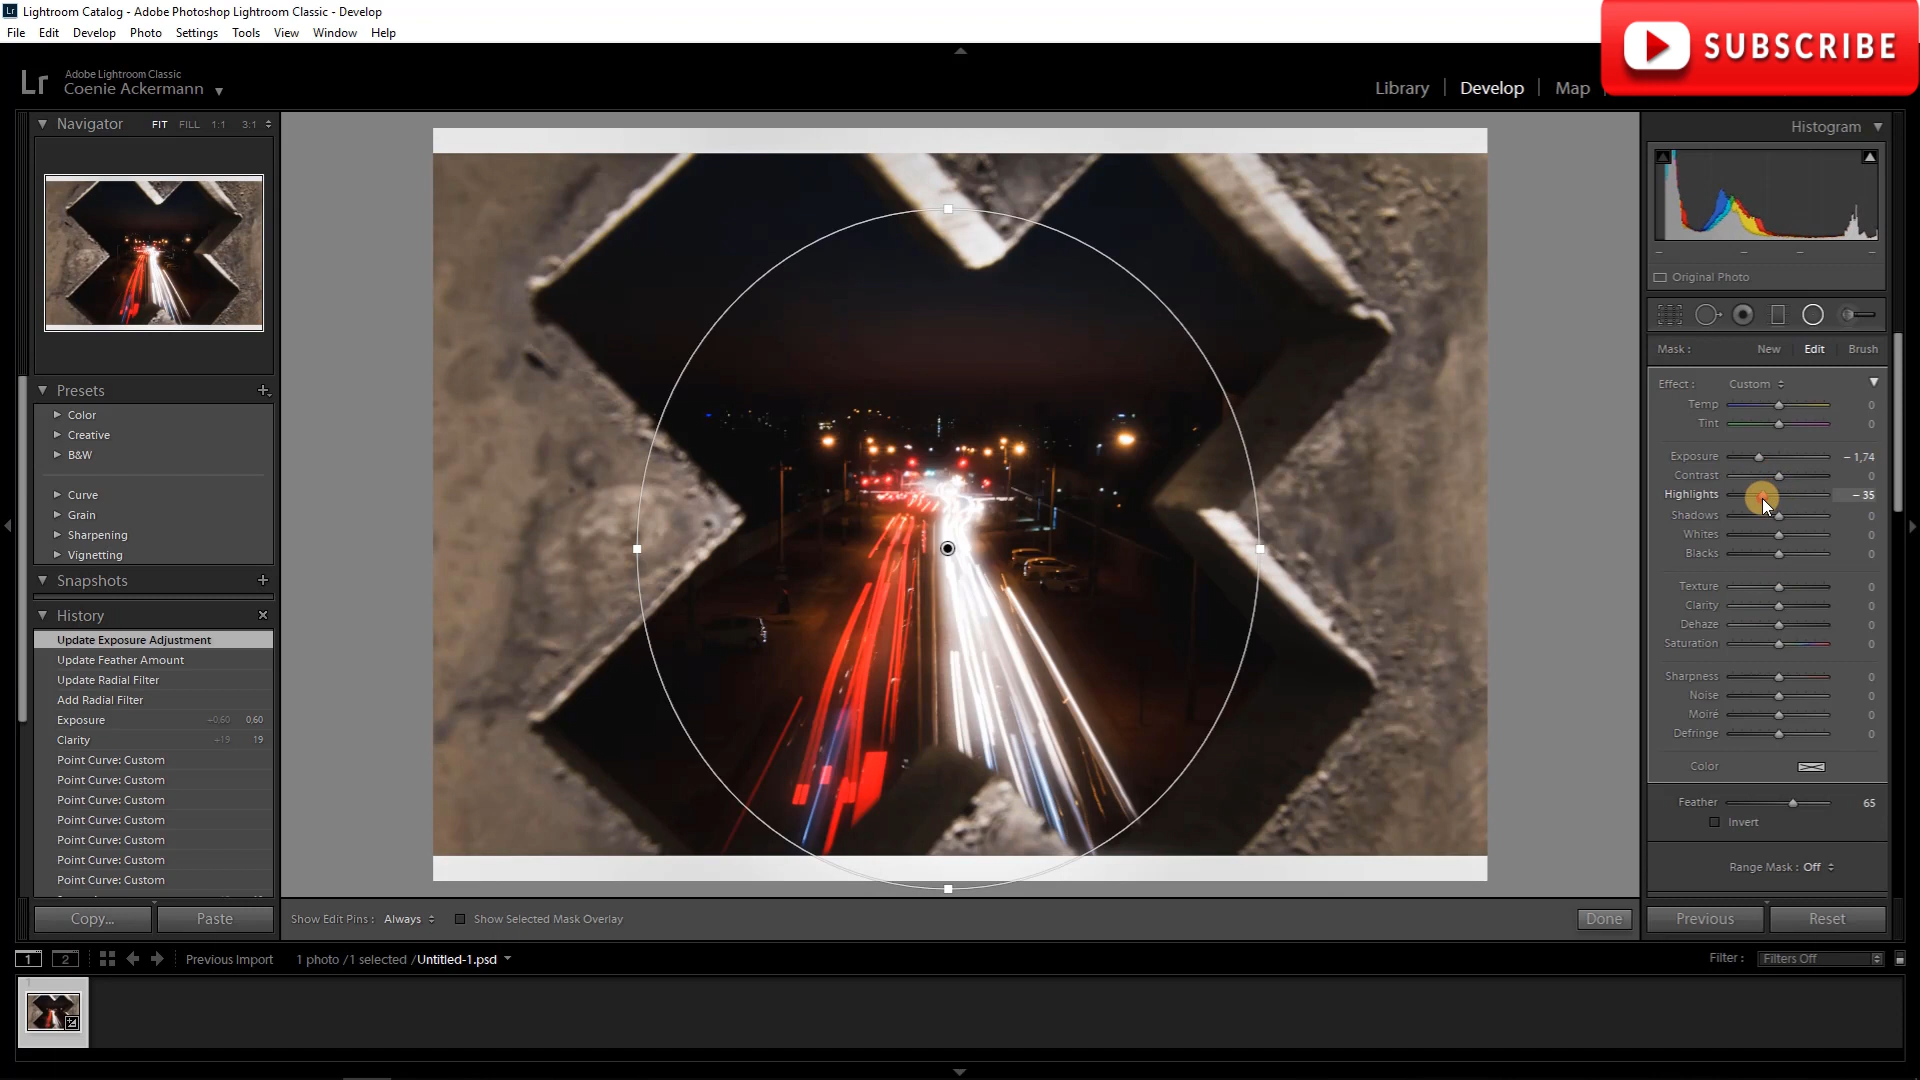 Lr Lightroom Catalog - Adobe Photoshop Lightroom Classic - Develop
File Edit Develop Photo Settings Tools View Window Help
SUBSCRIBE
Lr Adobe Lightroom Classic
Coenie Ackermann
Library Develop Map
Navigator FIT FILL 1:1 3:1
Histogram
Original Photo
Mask : New Edit Brush
Effect : Custom
Temp 0
Tint 0
Exposure – 1,74
Contrast 0
Highlights – 35
Shadows 0
Whites 0
Blacks 0
Texture 0
Clarity 0
Dehaze 0
Saturation 0
Sharpness 0
Noise 0
Moiré 0
Defringe 0
Color
Feather 65
Invert
Range Mask : Off
Previous Reset
Presets
Color
Creative
B&W
Curve
Grain
Sharpening
Vignetting
Snapshots
History
Update Exposure Adjustment
Update Feather Amount
Update Radial Filter
Add Radial Filter
Exposure +0,60 0,60
Clarity +19 19
Point Curve: Custom
Point Curve: Custom
Point Curve: Custom
Point Curve: Custom
Point Curve: Custom
Point Curve: Custom
Point Curve: Custom
Copy... Paste
Show Edit Pins : Always Show Selected Mask Overlay Done
1 2 Previous Import 1 photo /1 selected /Untitled-1.psd Filter : Filters Off